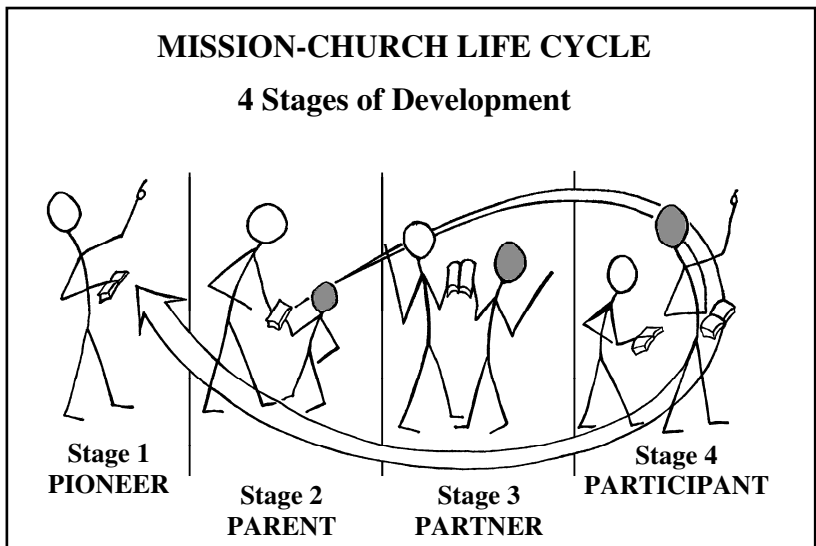 MISSION-CHURCH LIFE CYCLE
4 Stages of Development
Stage 1
PIONEER
Stage 2
PARENT
Stage 3
PARTNER
Stage 4
PARTICIPANT